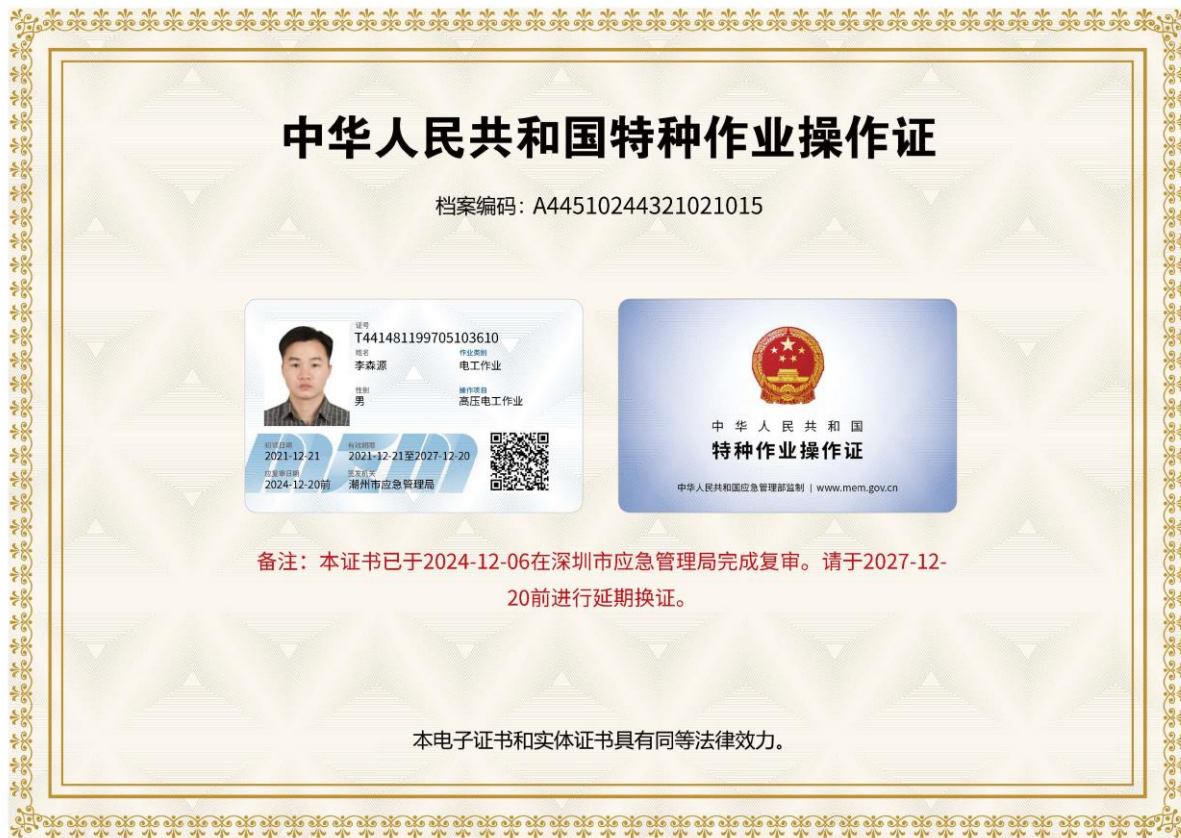 中华人民共和国特种作业操作证
档案编码：A44510244321021015
证号
T441481199705103610
姓名
李森源
作业类别
电工作业
性别
男
操作项目
高压电工作业
初领日期
2021-12-21
有效期限
2021-12-21至2027-12-20
应复审日期
2024-12-20前
签发机关
潮州市应急管理局
中华人民共和国
特种作业操作证
中华人民共和国应急管理部监制 | www.mem.gov.cn
备注：本证书已于2024-12-06在深圳市应急管理局完成复审。请于2027-12-
20前进行延期换证。
本电子证书和实体证书具有同等法律效力。